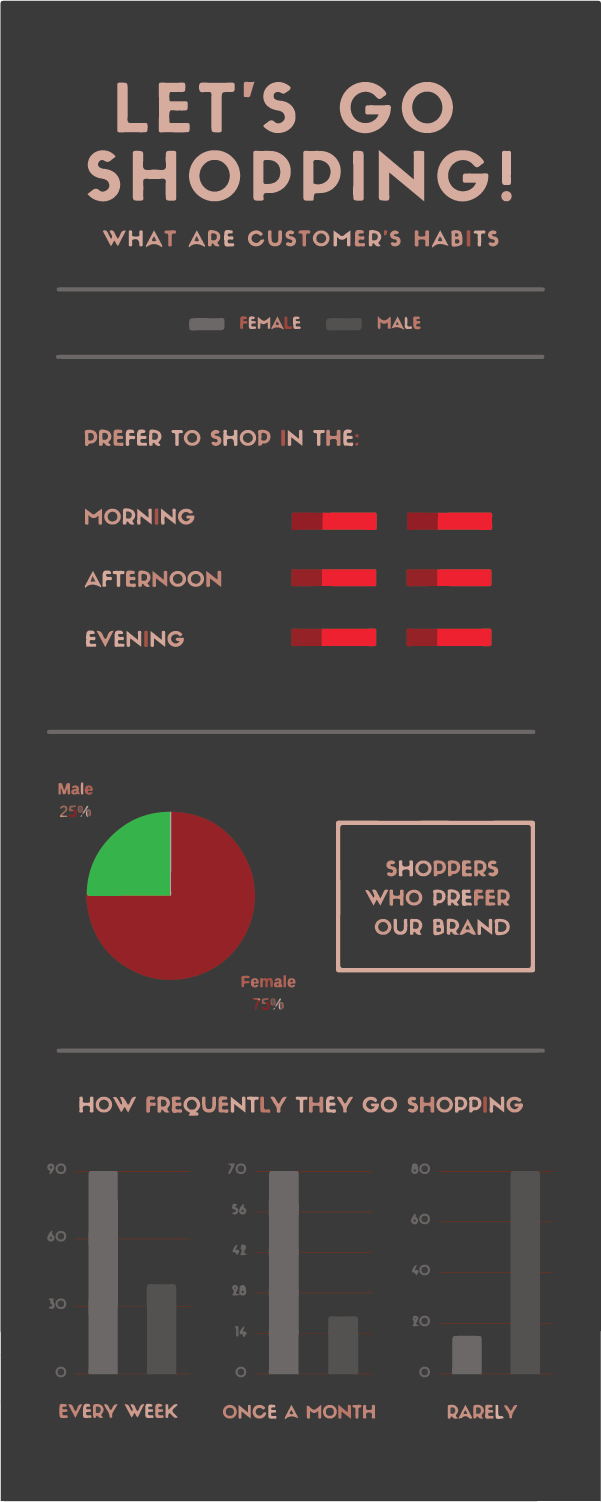 LET'S GO
SHOPPING!
WHAT ARE CUSTOMER'S HABITS
FEMALE MALE
PREFER TO SHOP IN THE:
MORNING
AFTERNOON
EVENING
Male
25%
SHOPPERS
WHO PREFER
OUR BRAND
Female
75%
HOW FREQUENTLY THEY GO SHOPPING
90
60
30
0
EVERY WEEK
70
56
42
28
14
0
ONCE A MONTH
80
60
40
20
0
RARELY